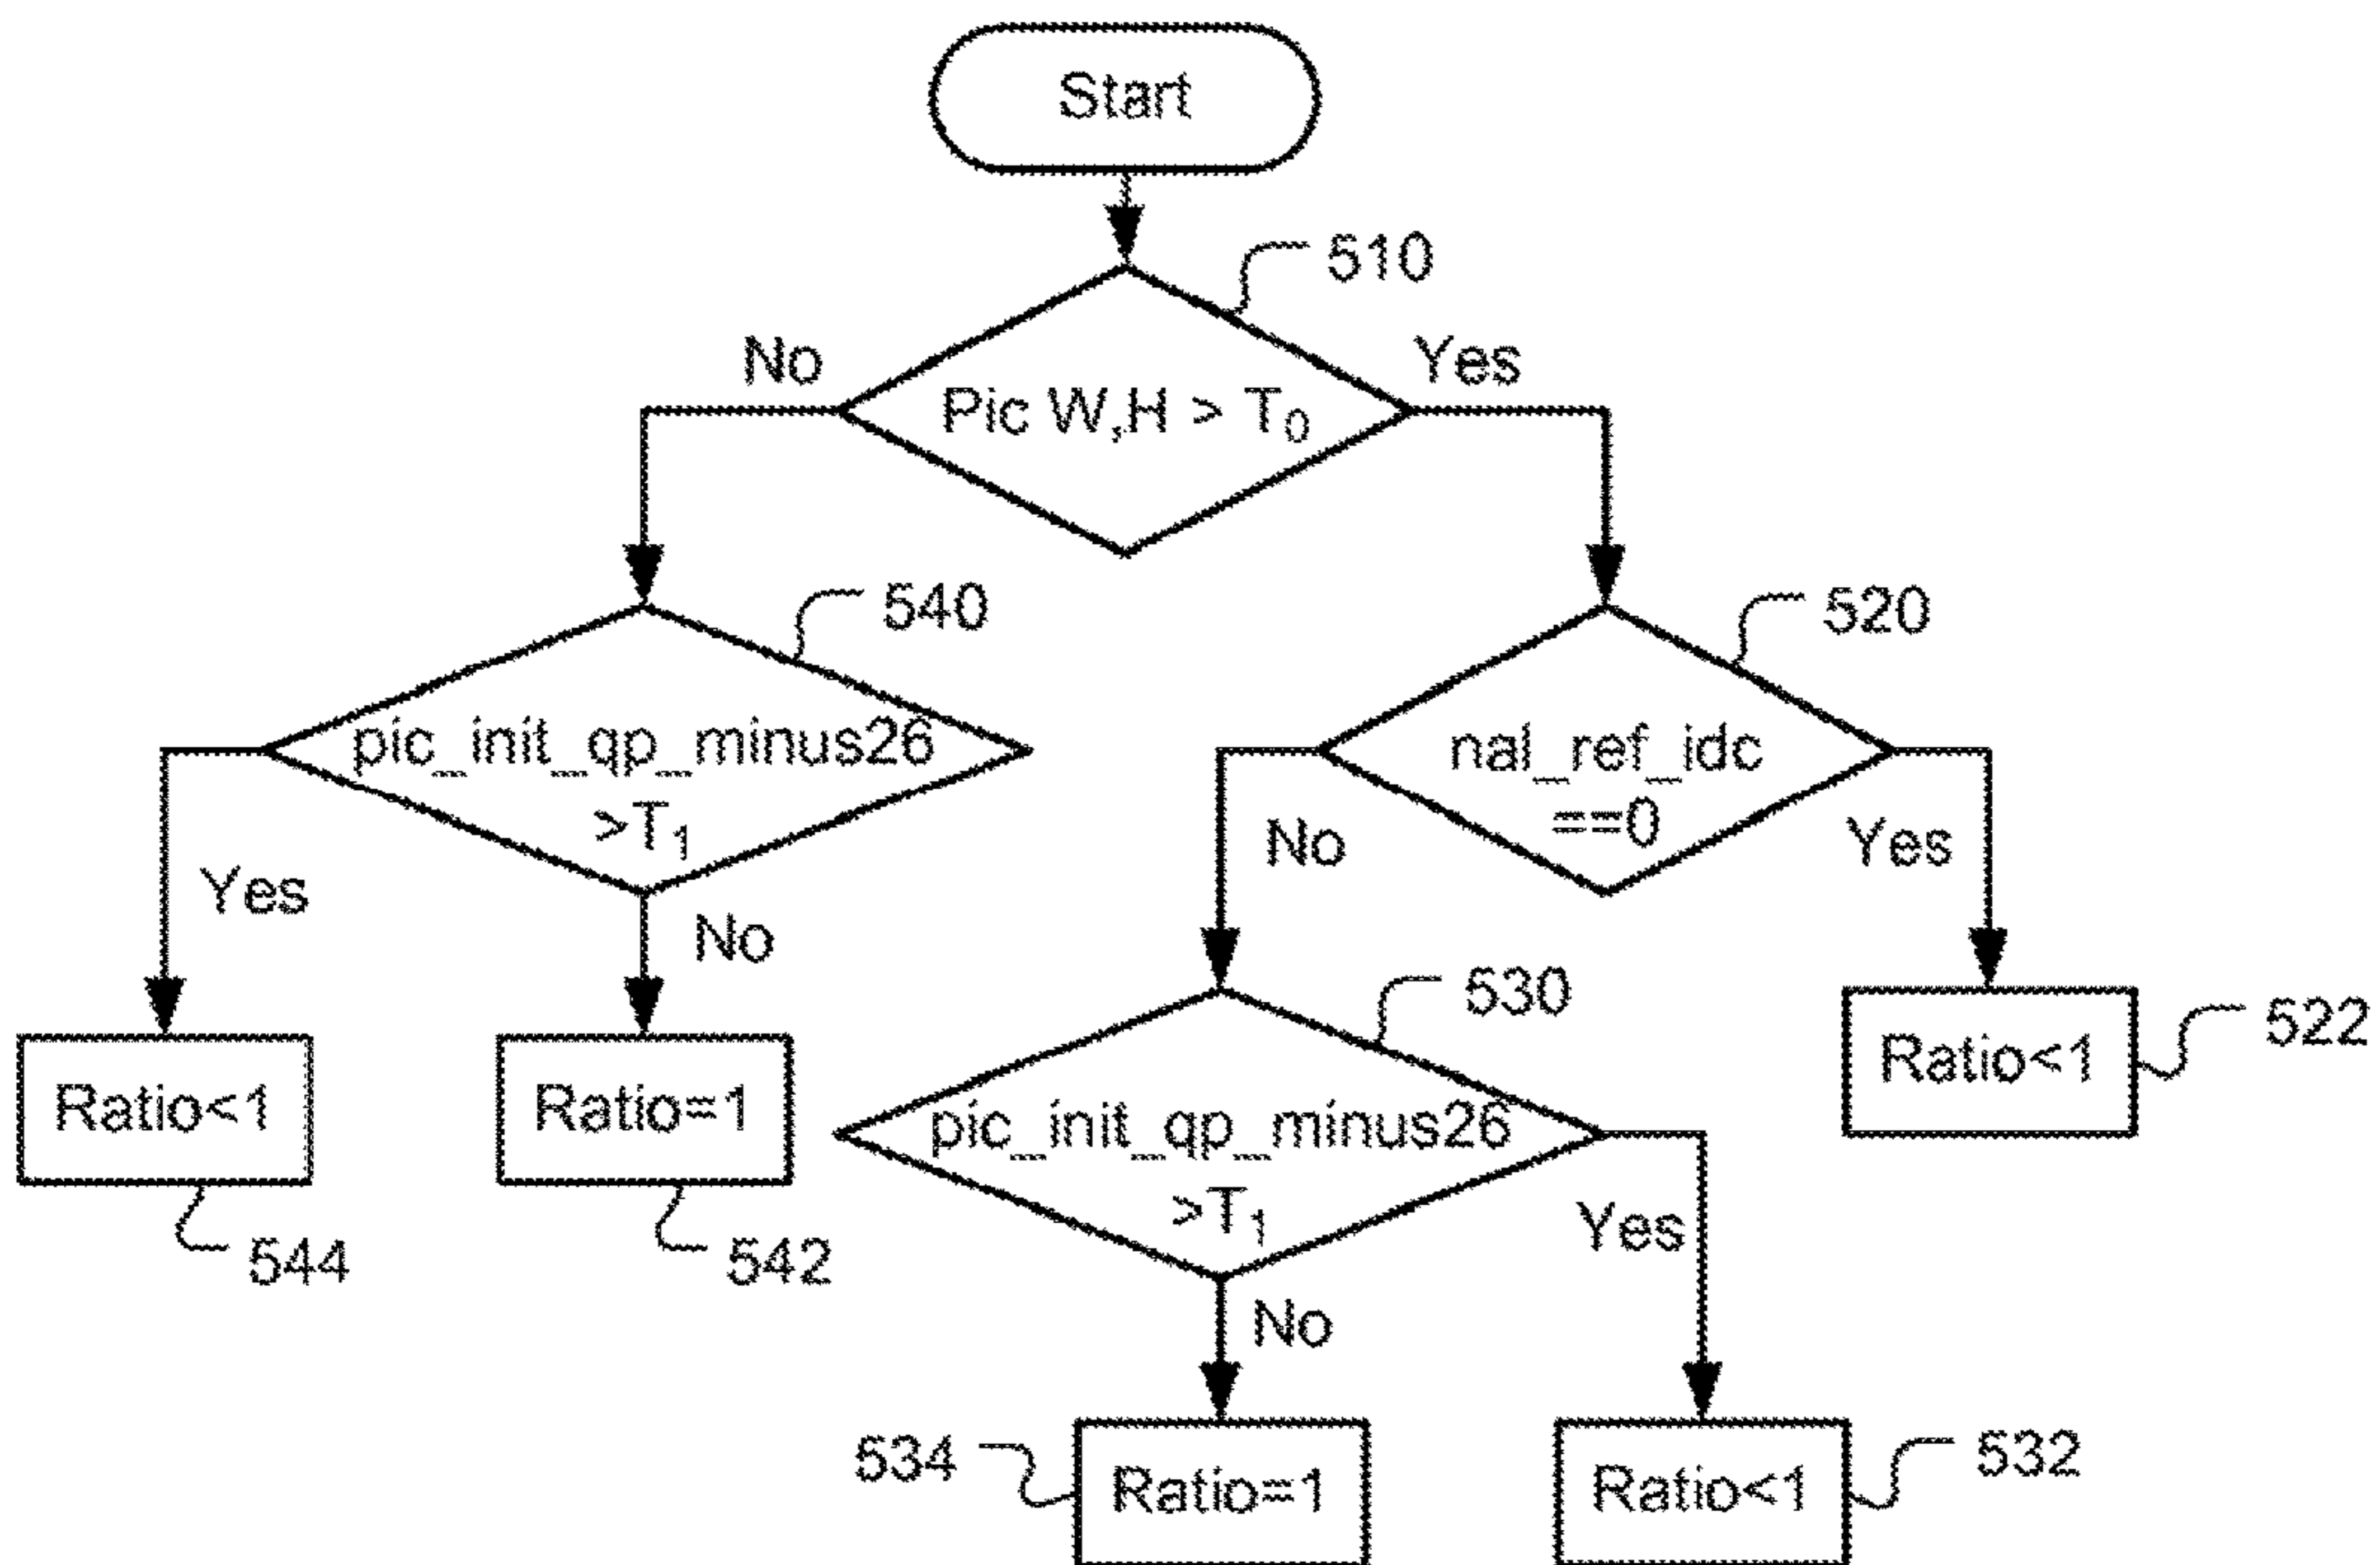 Start
510
No
Yes
Pic W,H > T₀
540
520
pic_init_qp_minus26
>T₁
nal_ref_idc
==0
No
Yes
Yes
No
530
522
Ratio<1
Ratio<1
Ratio=1
pic_init_qp_minus26
>T₁
Yes
544
542
No
534
Ratio=1
Ratio<1
532